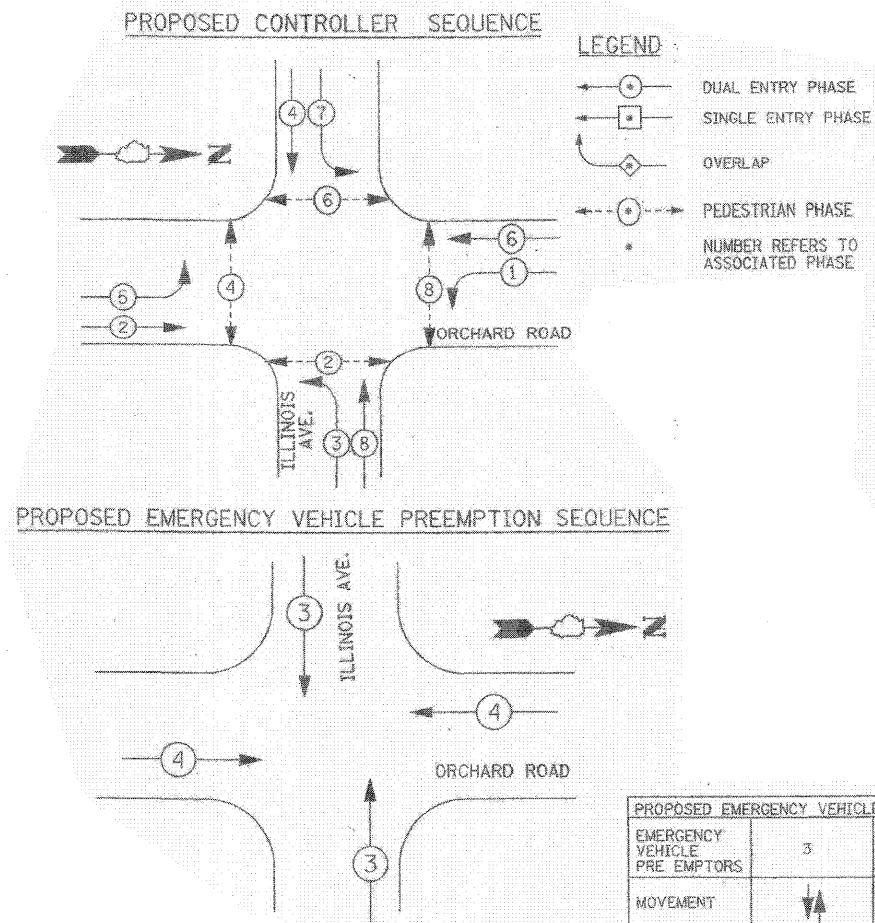 PROPOSED CONTROLLER SEQUENCE
LEGEND
DUAL ENTRY PHASE
SINGLE ENTRY PHASE
OVERLAP
PEDESTRIAN PHASE
NUMBER REFERS TO
ASSOCIATED PHASE
N
4
7
6
6
1
4
8
5
2
ORCHARD ROAD
2
ILLINOIS
AVE.
3
8
PROPOSED EMERGENCY VEHICLE PREEMPTION SEQUENCE
3
ILLINOIS AVE.
N
4
4
ORCHARD ROAD
3
PROPOSED EMERGENCY VEHICLE
EMERGENCY
VEHICLE
PRE EMPTORS
3
MOVEMENT